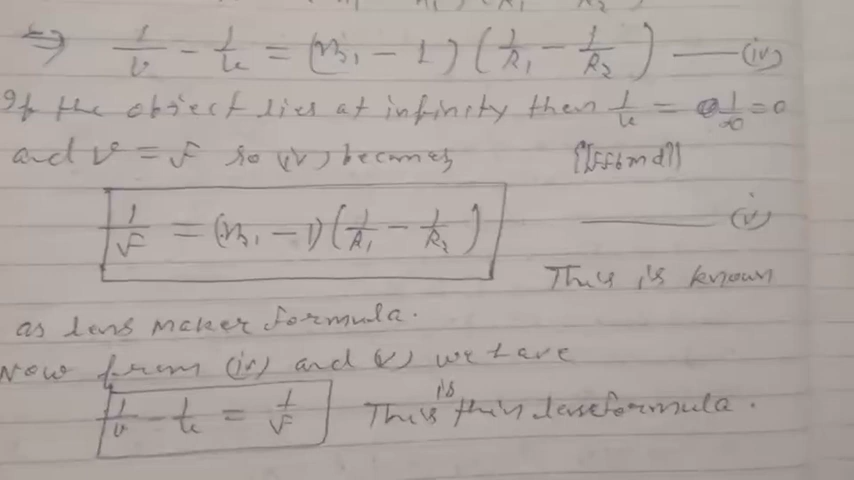 ⇒ 1/v - 1/u = (n₂₁ - 1) (1/R₁ - 1/R₂) —— (iv)
If the object lies at infinity then 1/u = 1/∞ = 0
and v = f so (iv) becomes
1/f = (n₂₁ - 1) (1/R₁ - 1/R₂) —— (v)
This is known
as lens maker formula.
Now from (iv) and (v) we have
1/v - 1/u = 1/f This is thin lens formula.